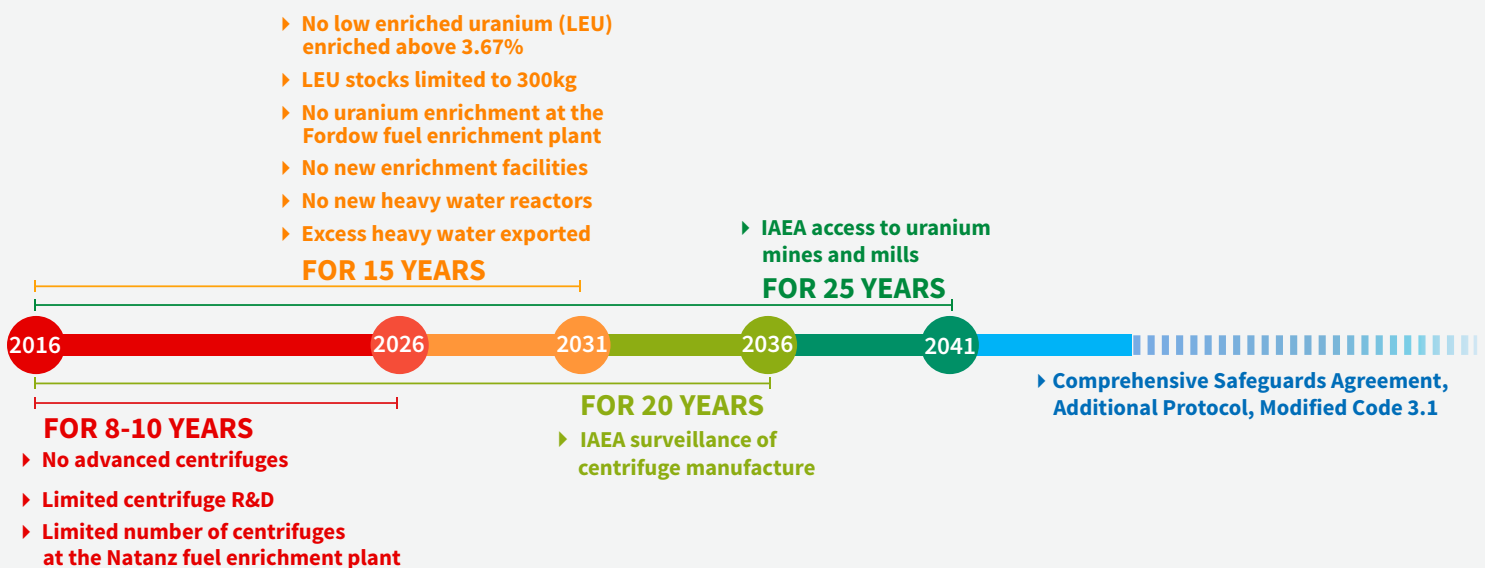 No low enriched uranium (LEU)
enriched above 3.67%
LEU stocks limited to 300kg
No uranium enrichment at the
Fordow fuel enrichment plant
No new enrichment facilities
No new heavy water reactors
Excess heavy water exported
FOR 15 YEARS
IAEA access to uranium
mines and mills
FOR 25 YEARS
2016
2026
2031
2036
2041
Comprehensive Safeguards Agreement,
Additional Protocol, Modified Code 3.1
FOR 20 YEARS
IAEA surveillance of
centrifuge manufacture
FOR 8-10 YEARS
No advanced centrifuges
Limited centrifuge R&D
Limited number of centrifuges
at the Natanz fuel enrichment plant